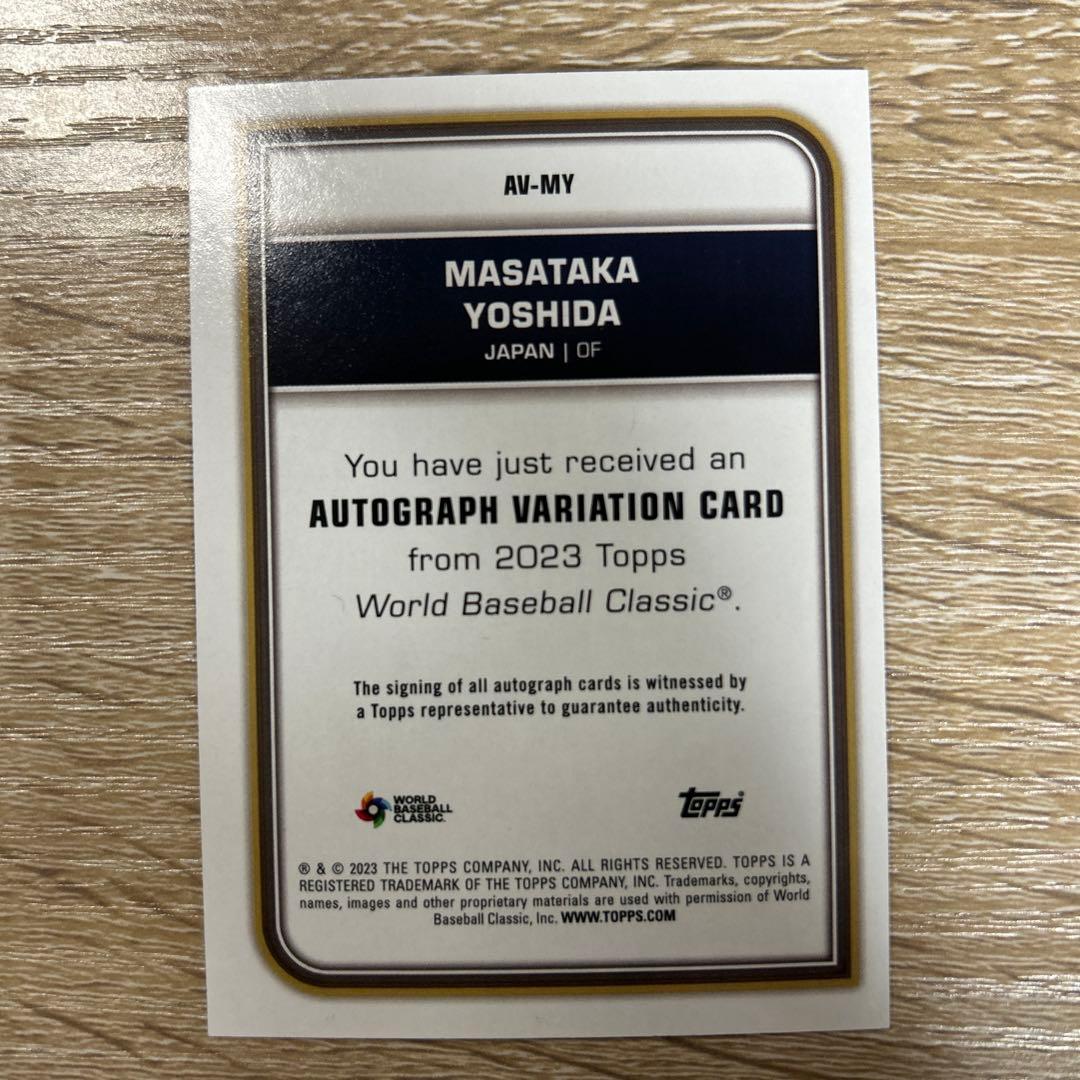 AV-MY
MASATAKA
YOSHIDA
JAPAN | OF
You have just received an
AUTOGRAPH VARIATION CARD
from 2023 Topps
World Baseball Classic®.
The signing of all autograph cards is witnessed by
a Topps representative to guarantee authenticity.
WORLD
BASEBALL
CLASSIC.
topps®
® & © 2023 THE TOPPS COMPANY, INC. ALL RIGHTS RESERVED. TOPPS IS A
REGISTERED TRADEMARK OF THE TOPPS COMPANY, INC. Trademarks, copyrights,
names, images and other proprietary materials are used with permission of World
Baseball Classic, Inc. WWW.TOPPS.COM